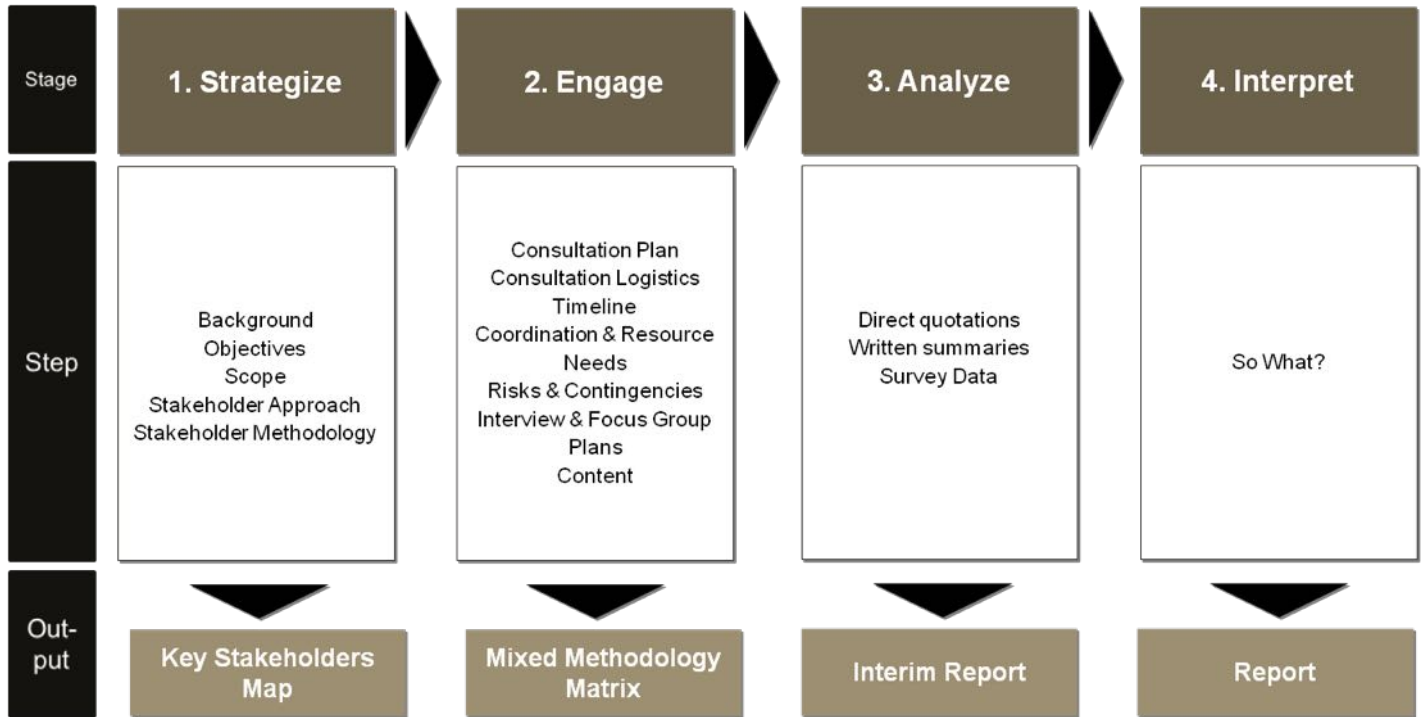 Stage
1. Strategize
2. Engage
3. Analyze
4. Interpret
Step
Background
Objectives
Scope
Stakeholder Approach
Stakeholder Methodology
Consultation Plan
Consultation Logistics
Timeline
Coordination & Resource
Needs
Risks & Contingencies
Interview & Focus Group
Plans
Content
Direct quotations
Written summaries
Survey Data
So What?
Out-
put
Key Stakeholders
Map
Mixed Methodology
Matrix
Interim Report
Report